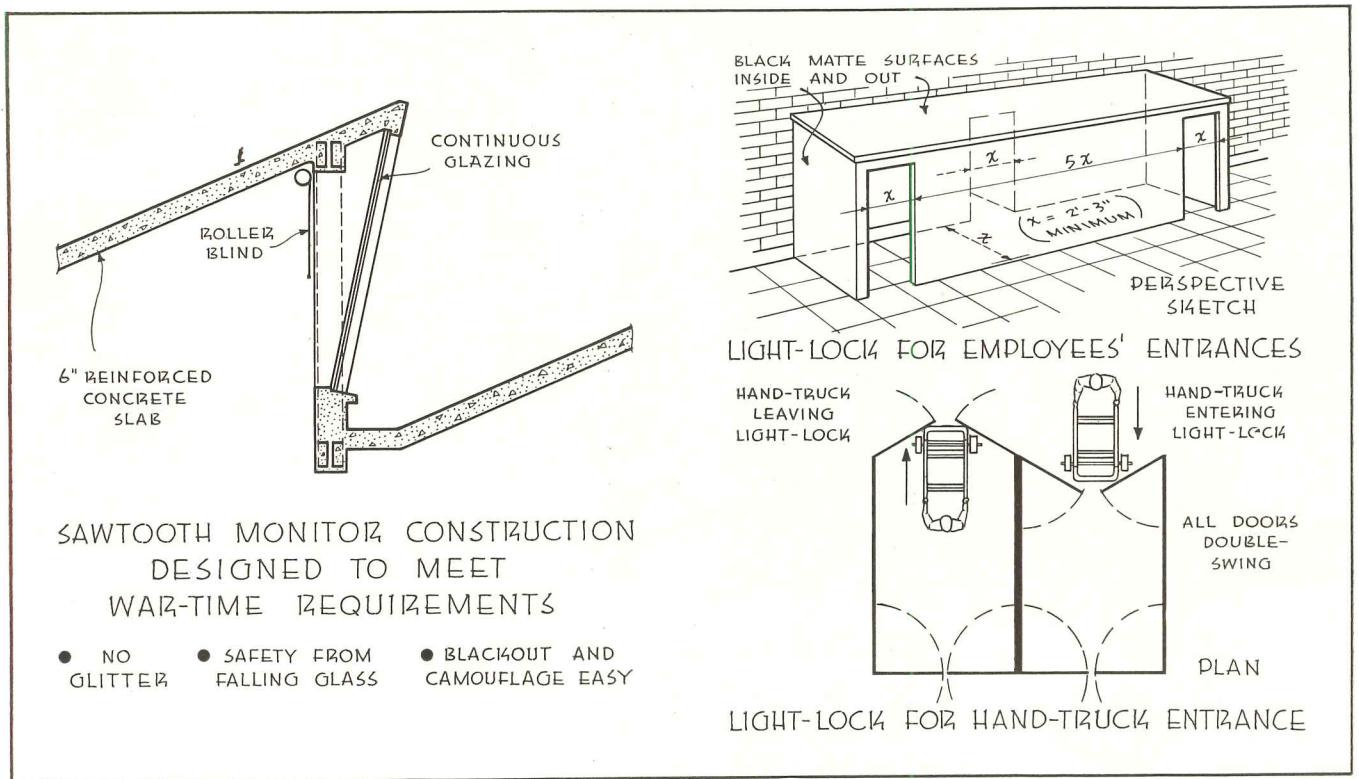 CONTINUOUS
GLAZING
ROLLER
BLIND
6" REINFORCED
CONCRETE
SLAB
SAWTOOTH MONITOR CONSTRUCTION
DESIGNED TO MEET
WAR-TIME REQUIREMENTS
● NO
GLITTER
● SAFETY FROM
FALLING GLASS
● BLACKOUT AND
CAMOUFLAGE EASY
BLACK MATTE SURFACES
INSIDE AND OUT
x
x
5x
x
(x = 2'-3"
MINIMUM)
PERSPECTIVE
SKETCH
LIGHT-LOCK FOR EMPLOYEES' ENTRANCES
HAND-TRUCK
LEAVING
LIGHT-LOCK
HAND-TRUCK
ENTERING
LIGHT-LOCK
ALL DOORS
DOUBLE-
SWING
PLAN
LIGHT-LOCK FOR HAND-TRUCK ENTRANCE